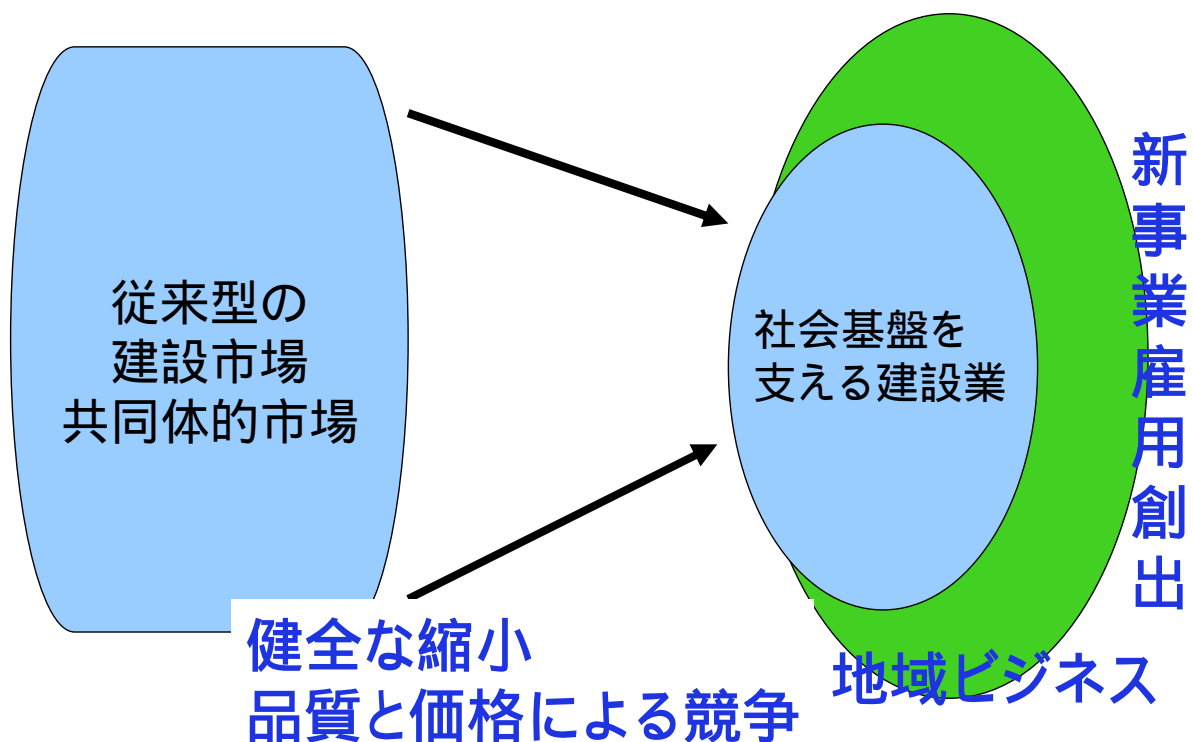 従来型の
建設市場
共同体的市場
社会基盤を
支える建設業
新事業雇用創出
健全な縮小
品質と価格による競争
地域ビジネス